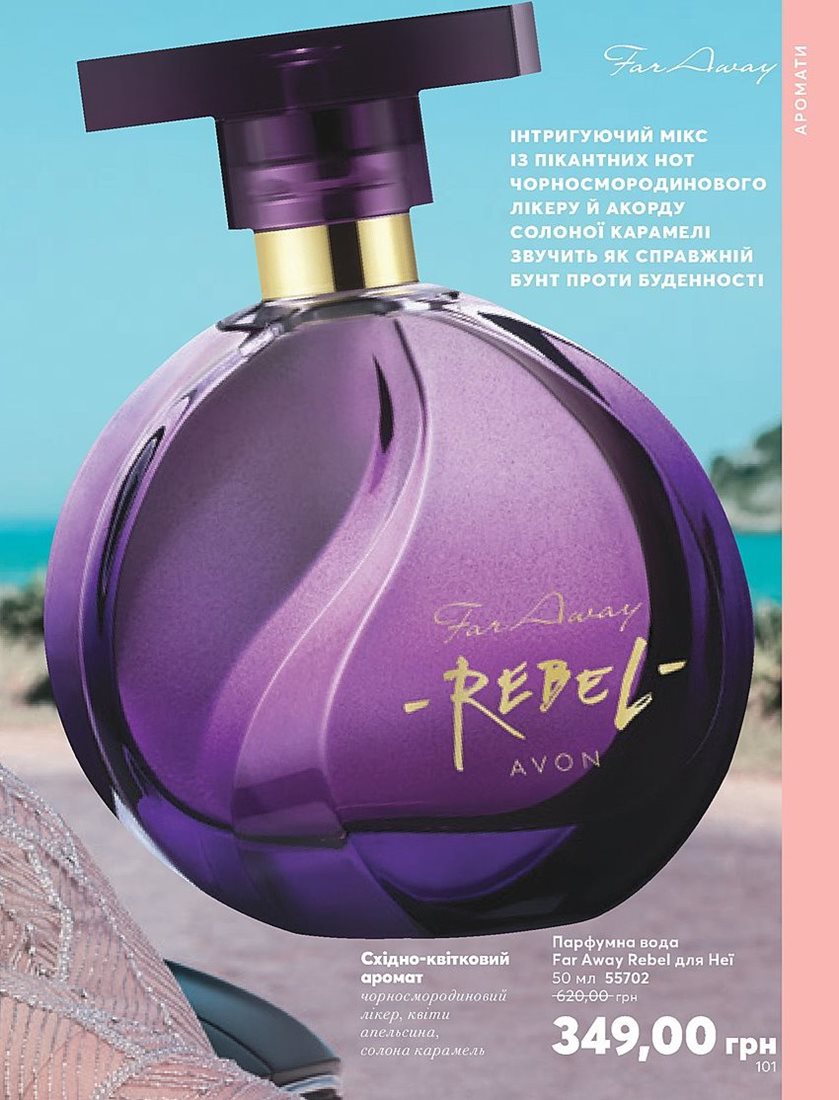 Far Away
АРОМАТИ
ІНТРИГУЮЧИЙ МІКС
ІЗ ПІКАНТНИХ НОТ
ЧОРНОСМОРОДИНОВОГО
ЛІКЕРУ Й АКОРДУ
СОЛОНОЇ КАРАМЕЛІ
ЗВУЧИТЬ ЯК СПРАВЖНІЙ
БУНТ ПРОТИ БУДЕННОСТІ
Far Away
-REBEL-
AVON
Східно-квітковий
аромат
чорносмородиновий
лікер, квіти
апельсина,
солона карамель
Парфумна вода
Far Away Rebel для Неї
50 мл 55702
620,00 грн
349,00 грн
101